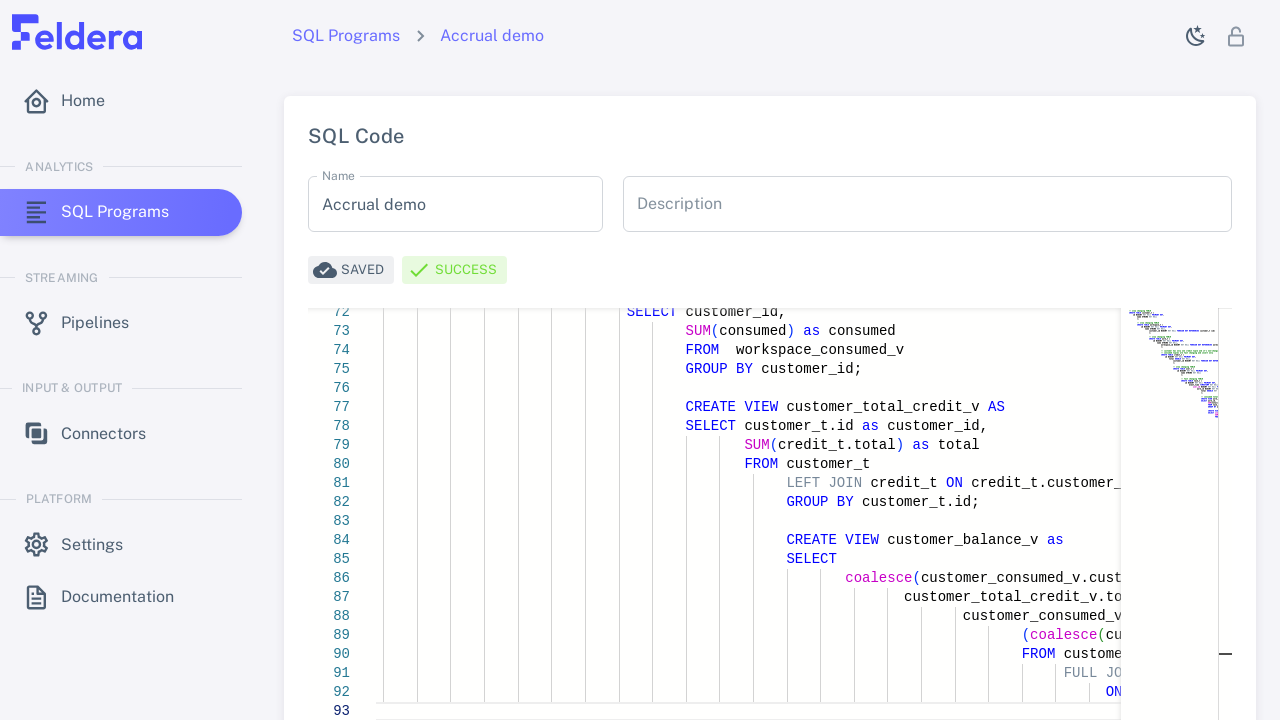 Feldera
SQL Programs > Accrual demo
Home
ANALYTICS
SQL Programs
STREAMING
Pipelines
INPUT & OUTPUT
Connectors
PLATFORM
Settings
Documentation
SQL Code
Name
Accrual demo
Description
SAVED
SUCCESS
72 SELECT customer_id,
73 SUM(consumed) as consumed
74 FROM  workspace_consumed_v
75 GROUP BY customer_id;
76
77 CREATE VIEW customer_total_credit_v AS
78 SELECT customer_t.id as customer_id,
79 SUM(credit_t.total) as total
80 FROM customer_t
81 LEFT JOIN credit_t ON credit_t.customer_
82 GROUP BY customer_t.id;
83
84 CREATE VIEW customer_balance_v as
85 SELECT
86 coalesce(customer_consumed_v.cust
87 customer_total_credit_v.to
88 customer_consumed_v
89 (coalesce(cu
90 FROM custome
91 FULL JO
92 ON
93